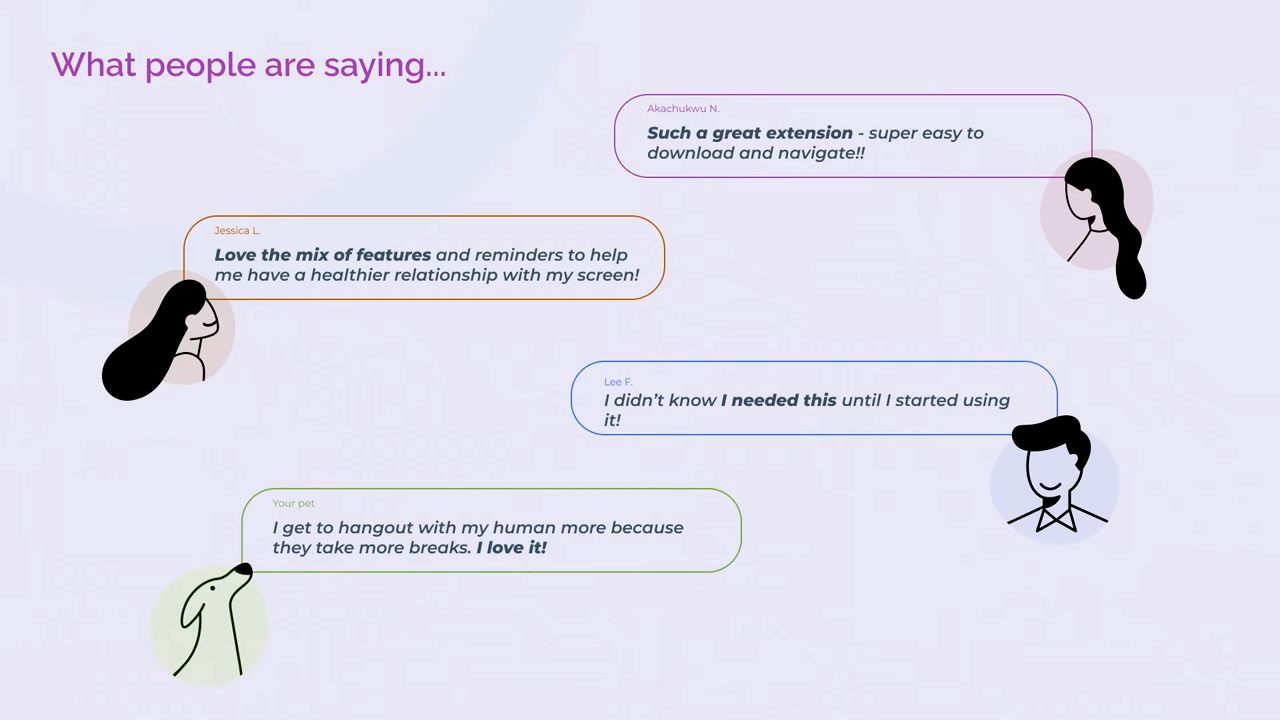 What people are saying...
Akachukwu N.
Such a great extension - super easy to
download and navigate!!
Jessica L.
Love the mix of features and reminders to help
me have a healthier relationship with my screen!
Lee F.
I didn’t know I needed this until I started using
it!
Your pet
I get to hangout with my human more because
they take more breaks. I love it!